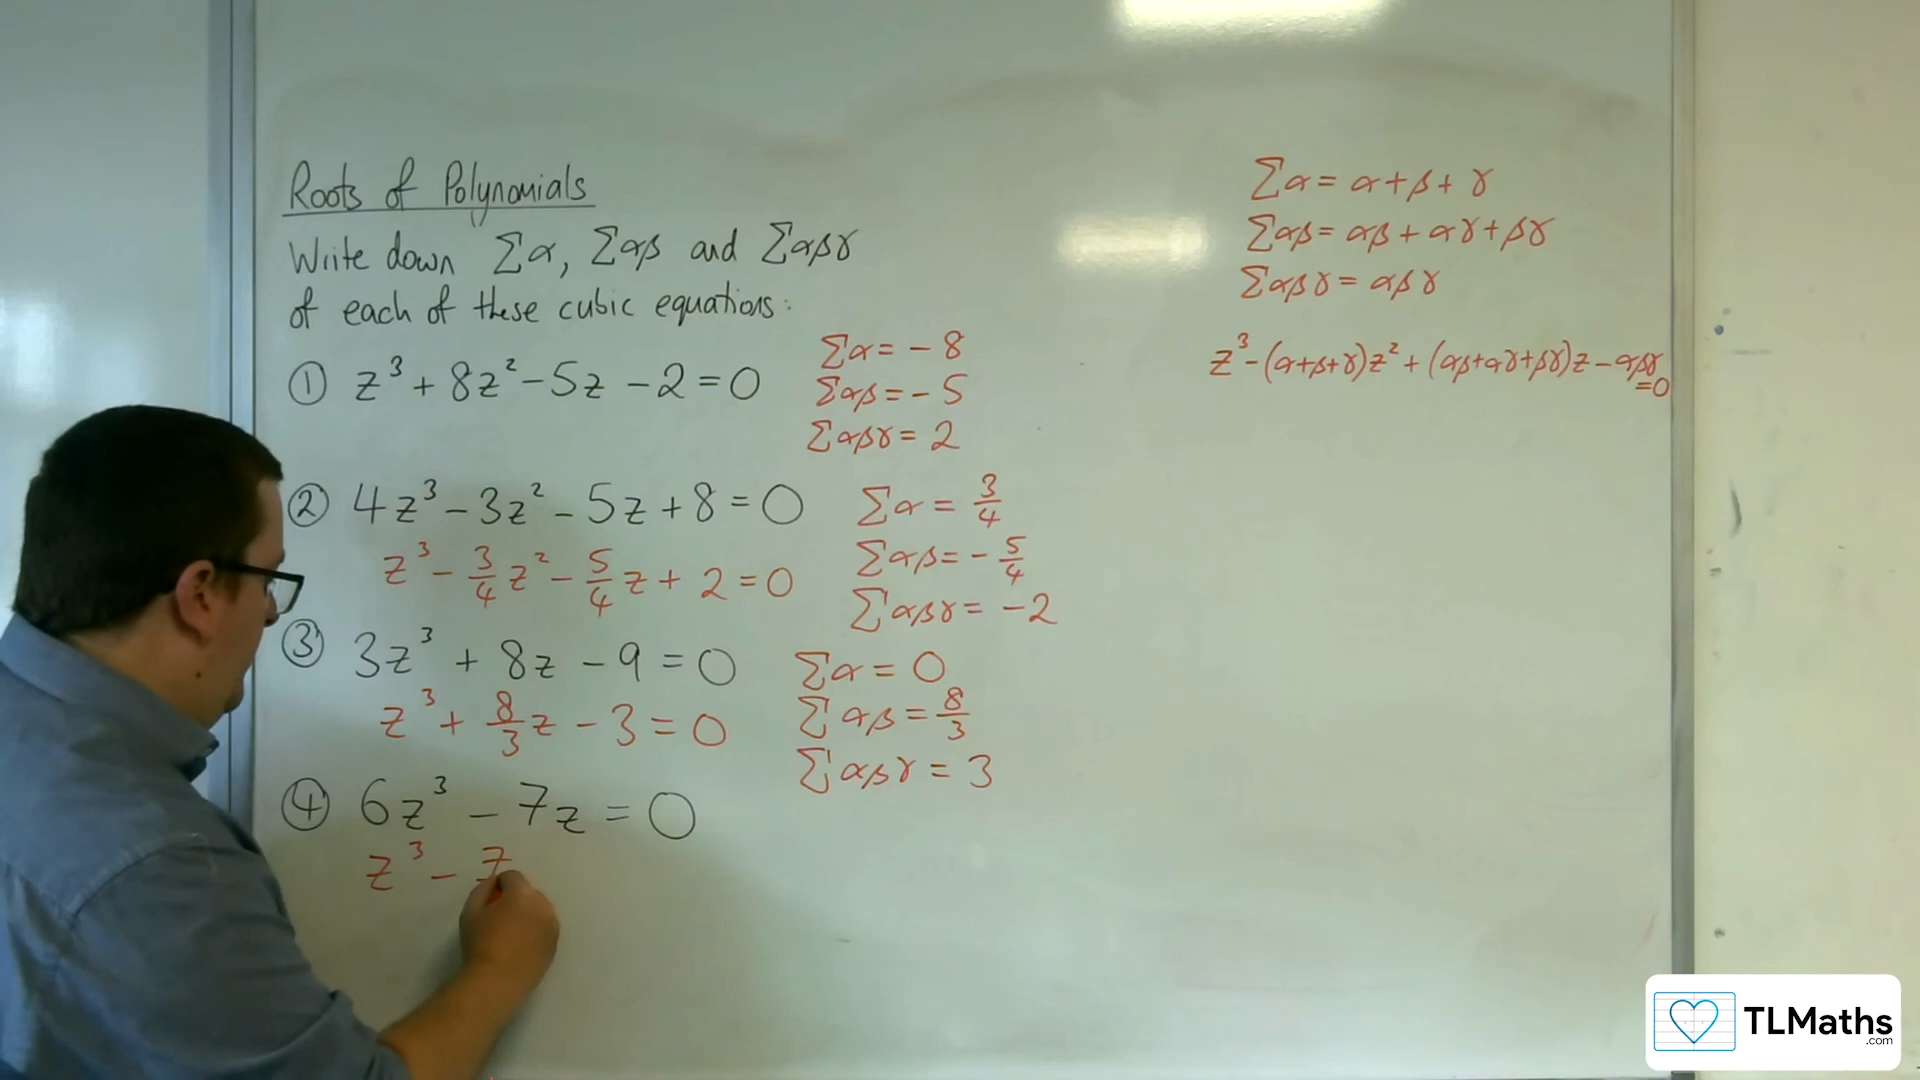 Roots of Polynomials
Write down Σα, Σαβ and Σαβγ
of each of these cubic equations:
① z³ + 8z² - 5z - 2 = 0
Σα = - 8
Σαβ = - 5
Σαβγ = 2
② 4z³ - 3z² - 5z + 8 = 0
z³ - 3/4 z² - 5/4 z + 2 = 0
Σα = 3/4
Σαβ = - 5/4
Σαβγ = -2
③ 3z³ + 8z - 9 = 0
z³ + 8/3 z - 3 = 0
Σα = 0
Σαβ = 8/3
Σαβγ = 3
④ 6z³ - 7z = 0
z³ - 7
Σα = α + β + γ
Σαβ = αβ + αγ + βγ
Σαβγ = αβγ
z³ - (α+β+γ)z² + (αβ+αγ+βγ)z - αβγ
= 0
TLMaths
.com